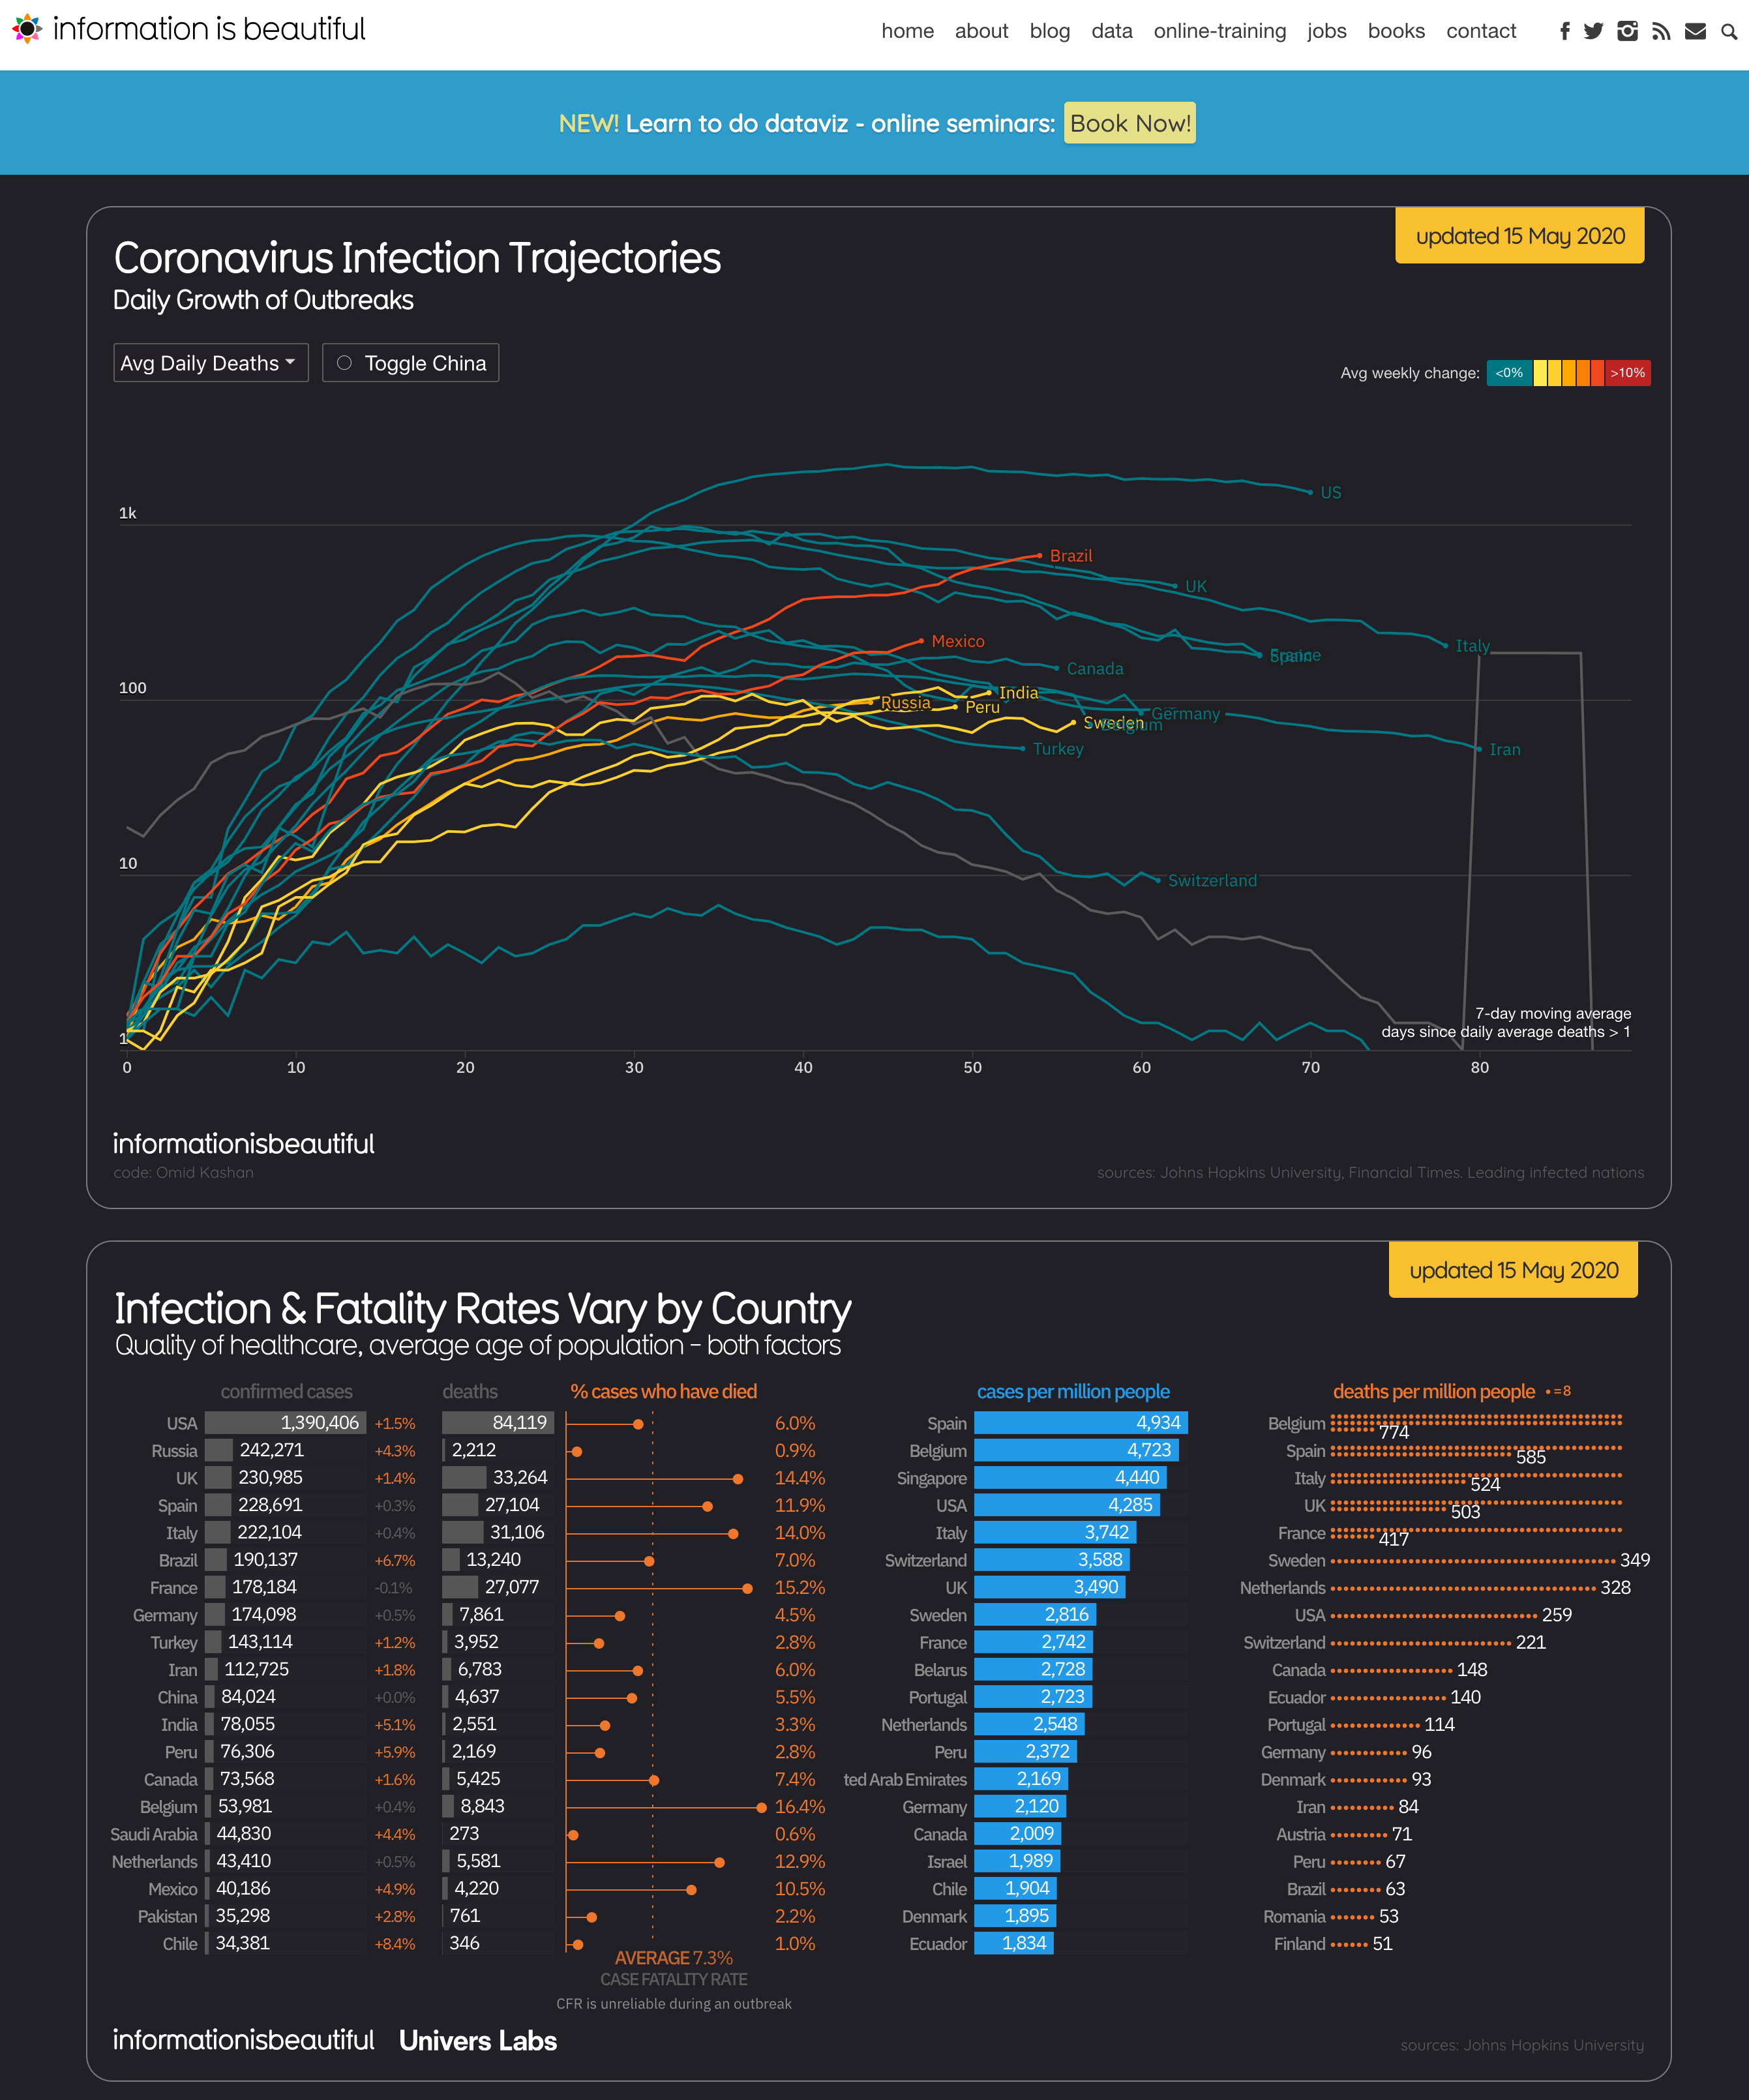 information is beautiful
home about blog data online-training jobs books contact
NEW! Learn to do dataviz - online seminars: Book Now!
updated 15 May 2020
Coronavirus Infection Trajectories
Daily Growth of Outbreaks
Avg Daily Deaths Toggle China
Avg weekly change: <0% >10%
US
1k
Brazil
UK
Mexico
Italy
France
Spain
Canada
100
India
Russia
Peru
Germany
Sweden
Belgium
Turkey
Iran
10
Switzerland
7-day moving average
days since daily average deaths > 1
1
0 10 20 30 40 50 60 70 80
informationisbeautiful
code: Omid Kashan
sources: Johns Hopkins University, Financial Times. Leading infected nations
updated 15 May 2020
Infection & Fatality Rates Vary by Country
Quality of healthcare, average age of population – both factors
confirmed cases deaths % cases who have died
USA 1,390,406 +1.5% 84,119 6.0%
Russia 242,271 +4.3% 2,212 0.9%
UK 230,985 +1.4% 33,264 14.4%
Spain 228,691 +0.3% 27,104 11.9%
Italy 222,104 +0.4% 31,106 14.0%
Brazil 190,137 +6.7% 13,240 7.0%
France 178,184 -0.1% 27,077 15.2%
Germany 174,098 +0.5% 7,861 4.5%
Turkey 143,114 +1.2% 3,952 2.8%
Iran 112,725 +1.8% 6,783 6.0%
China 84,024 +0.0% 4,637 5.5%
India 78,055 +5.1% 2,551 3.3%
Peru 76,306 +5.9% 2,169 2.8%
Canada 73,568 +1.6% 5,425 7.4%
Belgium 53,981 +0.4% 8,843 16.4%
Saudi Arabia 44,830 +4.4% 273 0.6%
Netherlands 43,410 +0.5% 5,581 12.9%
Mexico 40,186 +4.9% 4,220 10.5%
Pakistan 35,298 +2.8% 761 2.2%
Chile 34,381 +8.4% 346 1.0%
AVERAGE 7.3%
CASE FATALITY RATE
CFR is unreliable during an outbreak
cases per million people
Spain 4,934
Belgium 4,723
Singapore 4,440
USA 4,285
Italy 3,742
Switzerland 3,588
UK 3,490
Sweden 2,816
France 2,742
Belarus 2,728
Portugal 2,723
Netherlands 2,548
Peru 2,372
ted Arab Emirates 2,169
Germany 2,120
Canada 2,009
Israel 1,989
Chile 1,904
Denmark 1,895
Ecuador 1,834
deaths per million people • = 8
Belgium 774
Spain 585
Italy 524
UK 503
France 417
Sweden 349
Netherlands 328
USA 259
Switzerland 221
Canada 148
Ecuador 140
Portugal 114
Germany 96
Denmark 93
Iran 84
Austria 71
Peru 67
Brazil 63
Romania 53
Finland 51
informationisbeautiful Univers Labs
sources: Johns Hopkins University